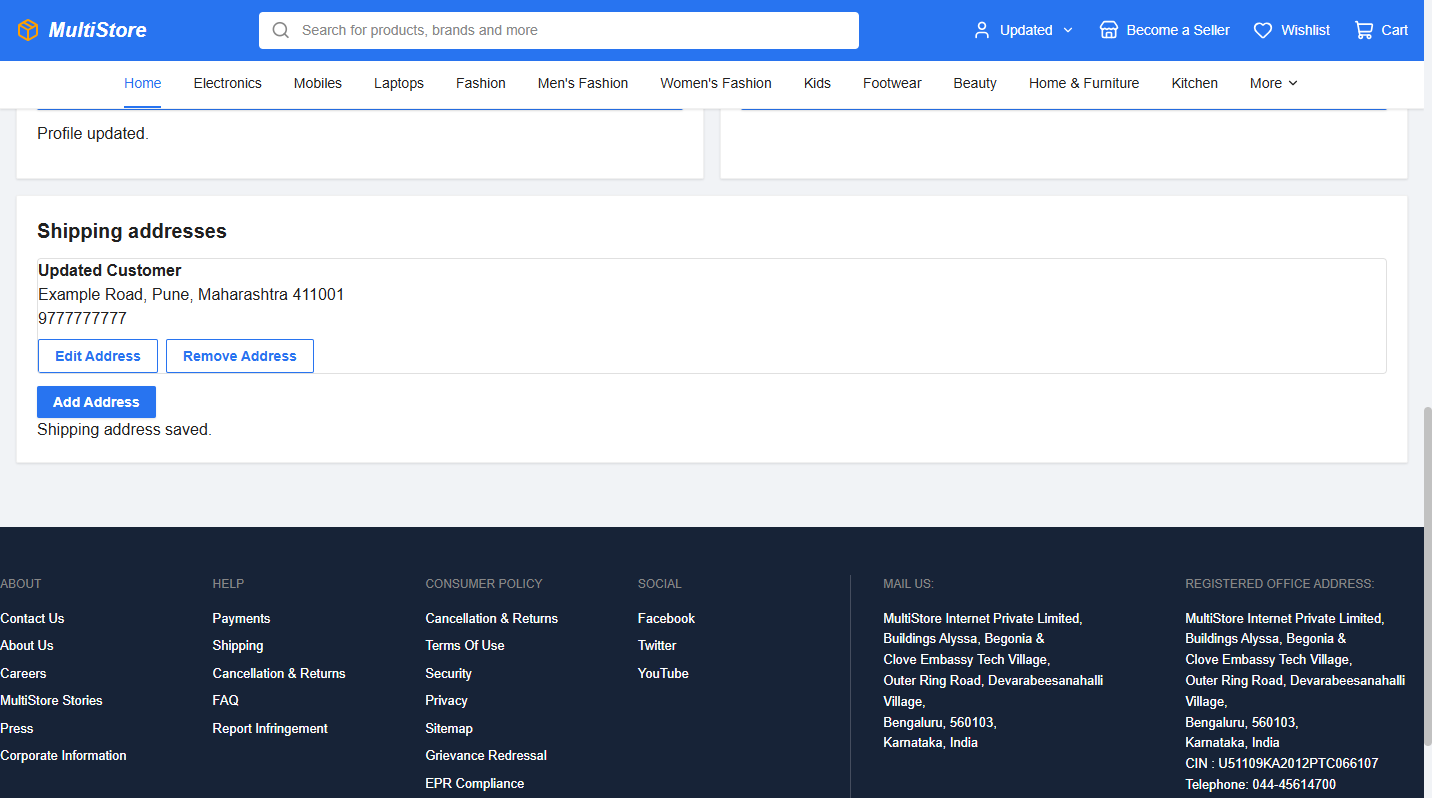 MultiStore
Search for products, brands and more
Updated
Become a Seller
Wishlist
Cart
Home
Electronics
Mobiles
Laptops
Fashion
Men's Fashion
Women's Fashion
Kids
Footwear
Beauty
Home & Furniture
Kitchen
More
Profile updated.
Shipping addresses
Updated Customer
Example Road, Pune, Maharashtra 411001
9777777777
Edit Address
Remove Address
Add Address
Shipping address saved.
ABOUT
Contact Us
About Us
Careers
MultiStore Stories
Press
Corporate Information
HELP
Payments
Shipping
Cancellation & Returns
FAQ
Report Infringement
CONSUMER POLICY
Cancellation & Returns
Terms Of Use
Security
Privacy
Sitemap
Grievance Redressal
EPR Compliance
SOCIAL
Facebook
Twitter
YouTube
MAIL US:
MultiStore Internet Private Limited,
Buildings Alyssa, Begonia &
Clove Embassy Tech Village,
Outer Ring Road, Devarabeesanahalli
Village,
Bengaluru, 560103,
Karnataka, India
REGISTERED OFFICE ADDRESS:
MultiStore Internet Private Limited,
Buildings Alyssa, Begonia &
Clove Embassy Tech Village,
Outer Ring Road, Devarabeesanahalli
Village,
Bengaluru, 560103,
Karnataka, India
CIN : U51109KA2012PTC066107
Telephone: 044-45614700